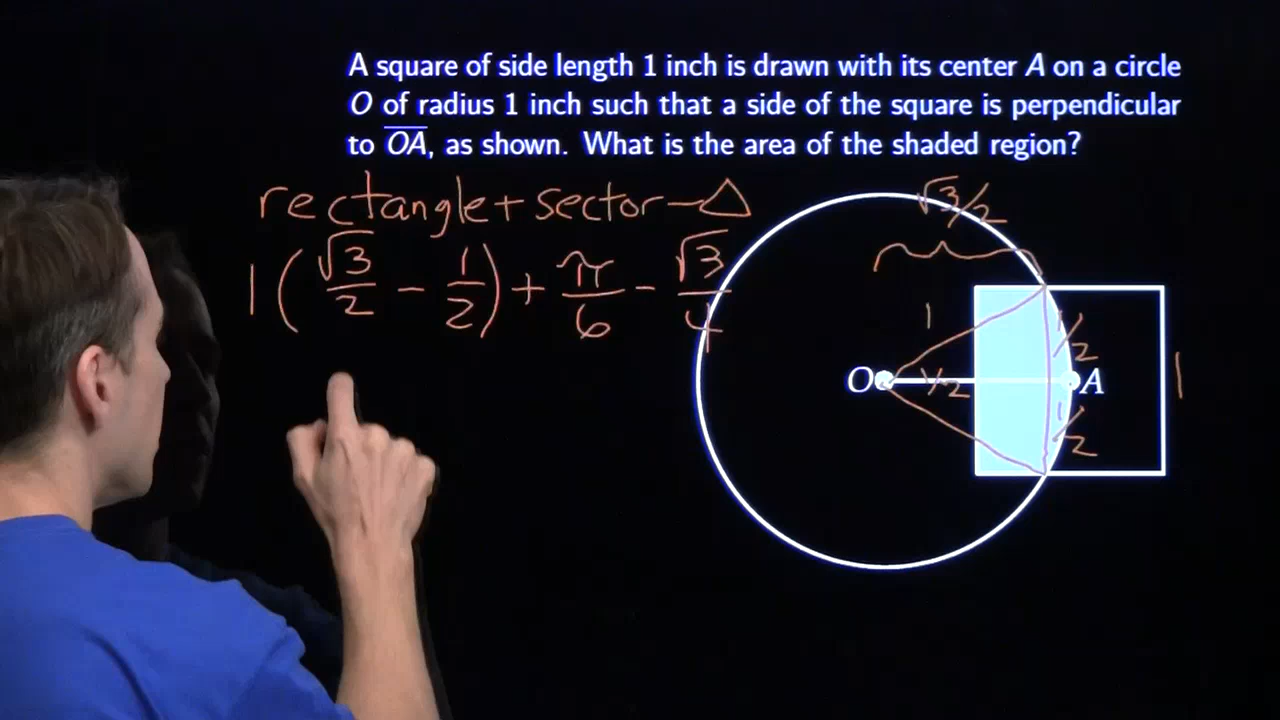 A square of side length 1 inch is drawn with its center A on a circle
O of radius 1 inch such that a side of the square is perpendicular
to O̅A̅, as shown. What is the area of the shaded region?
rectangle + sector − △
1(√3/2 − 1/2) + π/6 − √3/4
√3/2
1
1/2
O
1/2
A
1
1/2